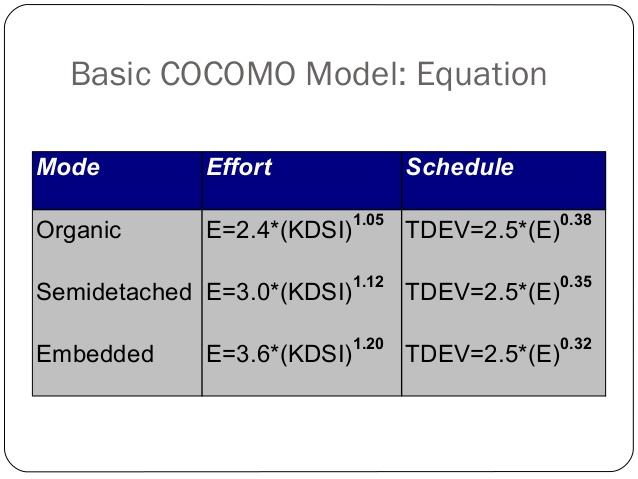 Basic COCOMO Model: Equation
Mode Effort Schedule
Organic E=2.4*(KDSI)^1.05 TDEV=2.5*(E)^0.38
Semidetached E=3.0*(KDSI)^1.12 TDEV=2.5*(E)^0.35
Embedded E=3.6*(KDSI)^1.20 TDEV=2.5*(E)^0.32